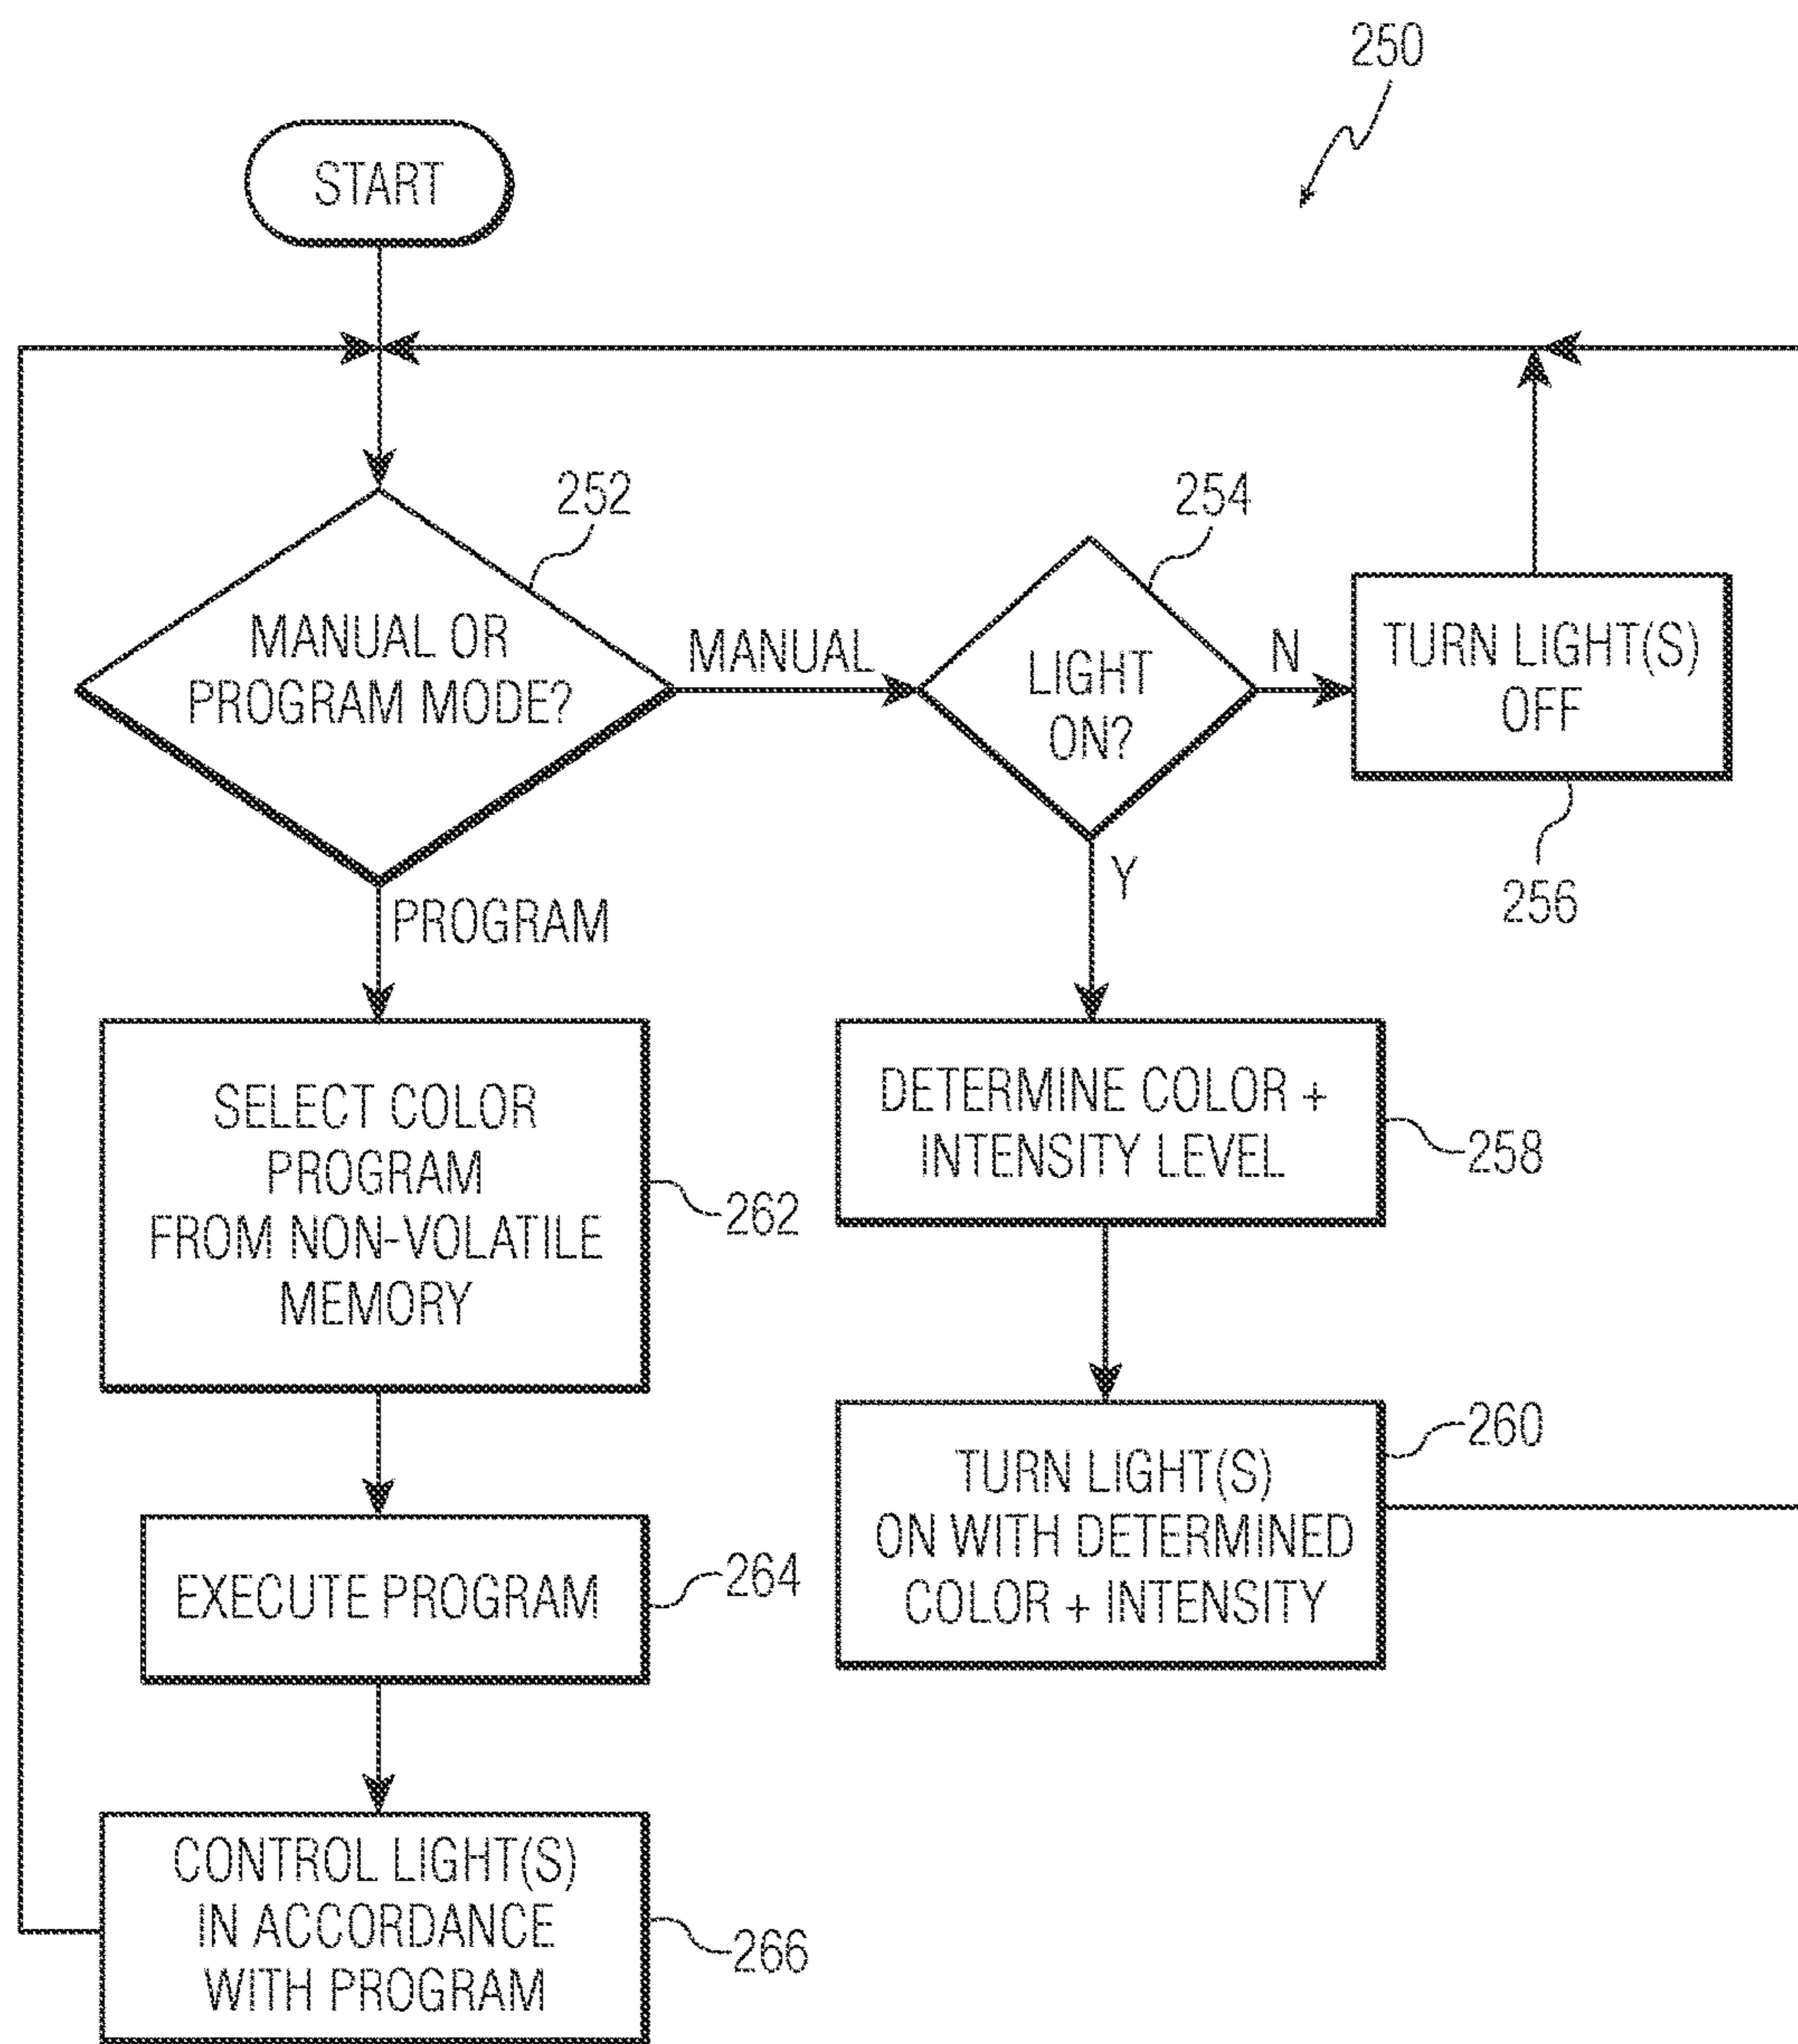 250
START
252
MANUAL OR
PROGRAM MODE?
MANUAL
254
LIGHT
ON?
N
TURN LIGHT(S)
OFF
256
Y
PROGRAM
SELECT COLOR
PROGRAM
FROM NON-VOLATILE
MEMORY
262
DETERMINE COLOR +
INTENSITY LEVEL
258
EXECUTE PROGRAM
264
TURN LIGHT(S)
ON WITH DETERMINED
COLOR + INTENSITY
260
CONTROL LIGHT(S)
IN ACCORDANCE
WITH PROGRAM
266